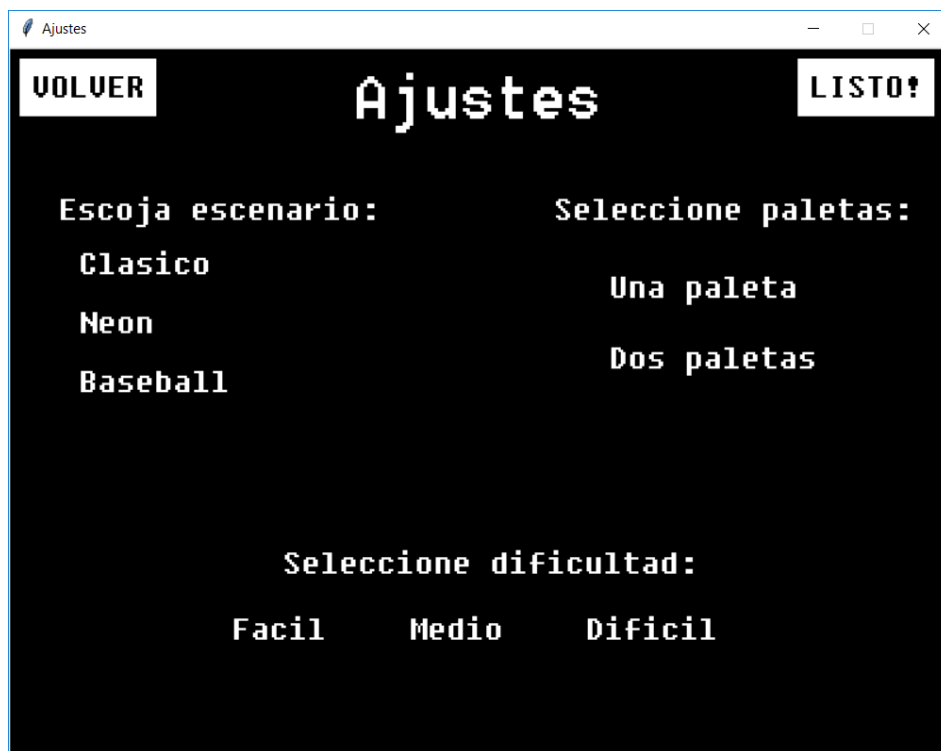 Ajustes
VOLVER
Ajustes
LISTO!
Escoja escenario:
Clasico
Neon
Baseball
Seleccione paletas:
Una paleta
Dos paletas
Seleccione dificultad:
Facil Medio Dificil